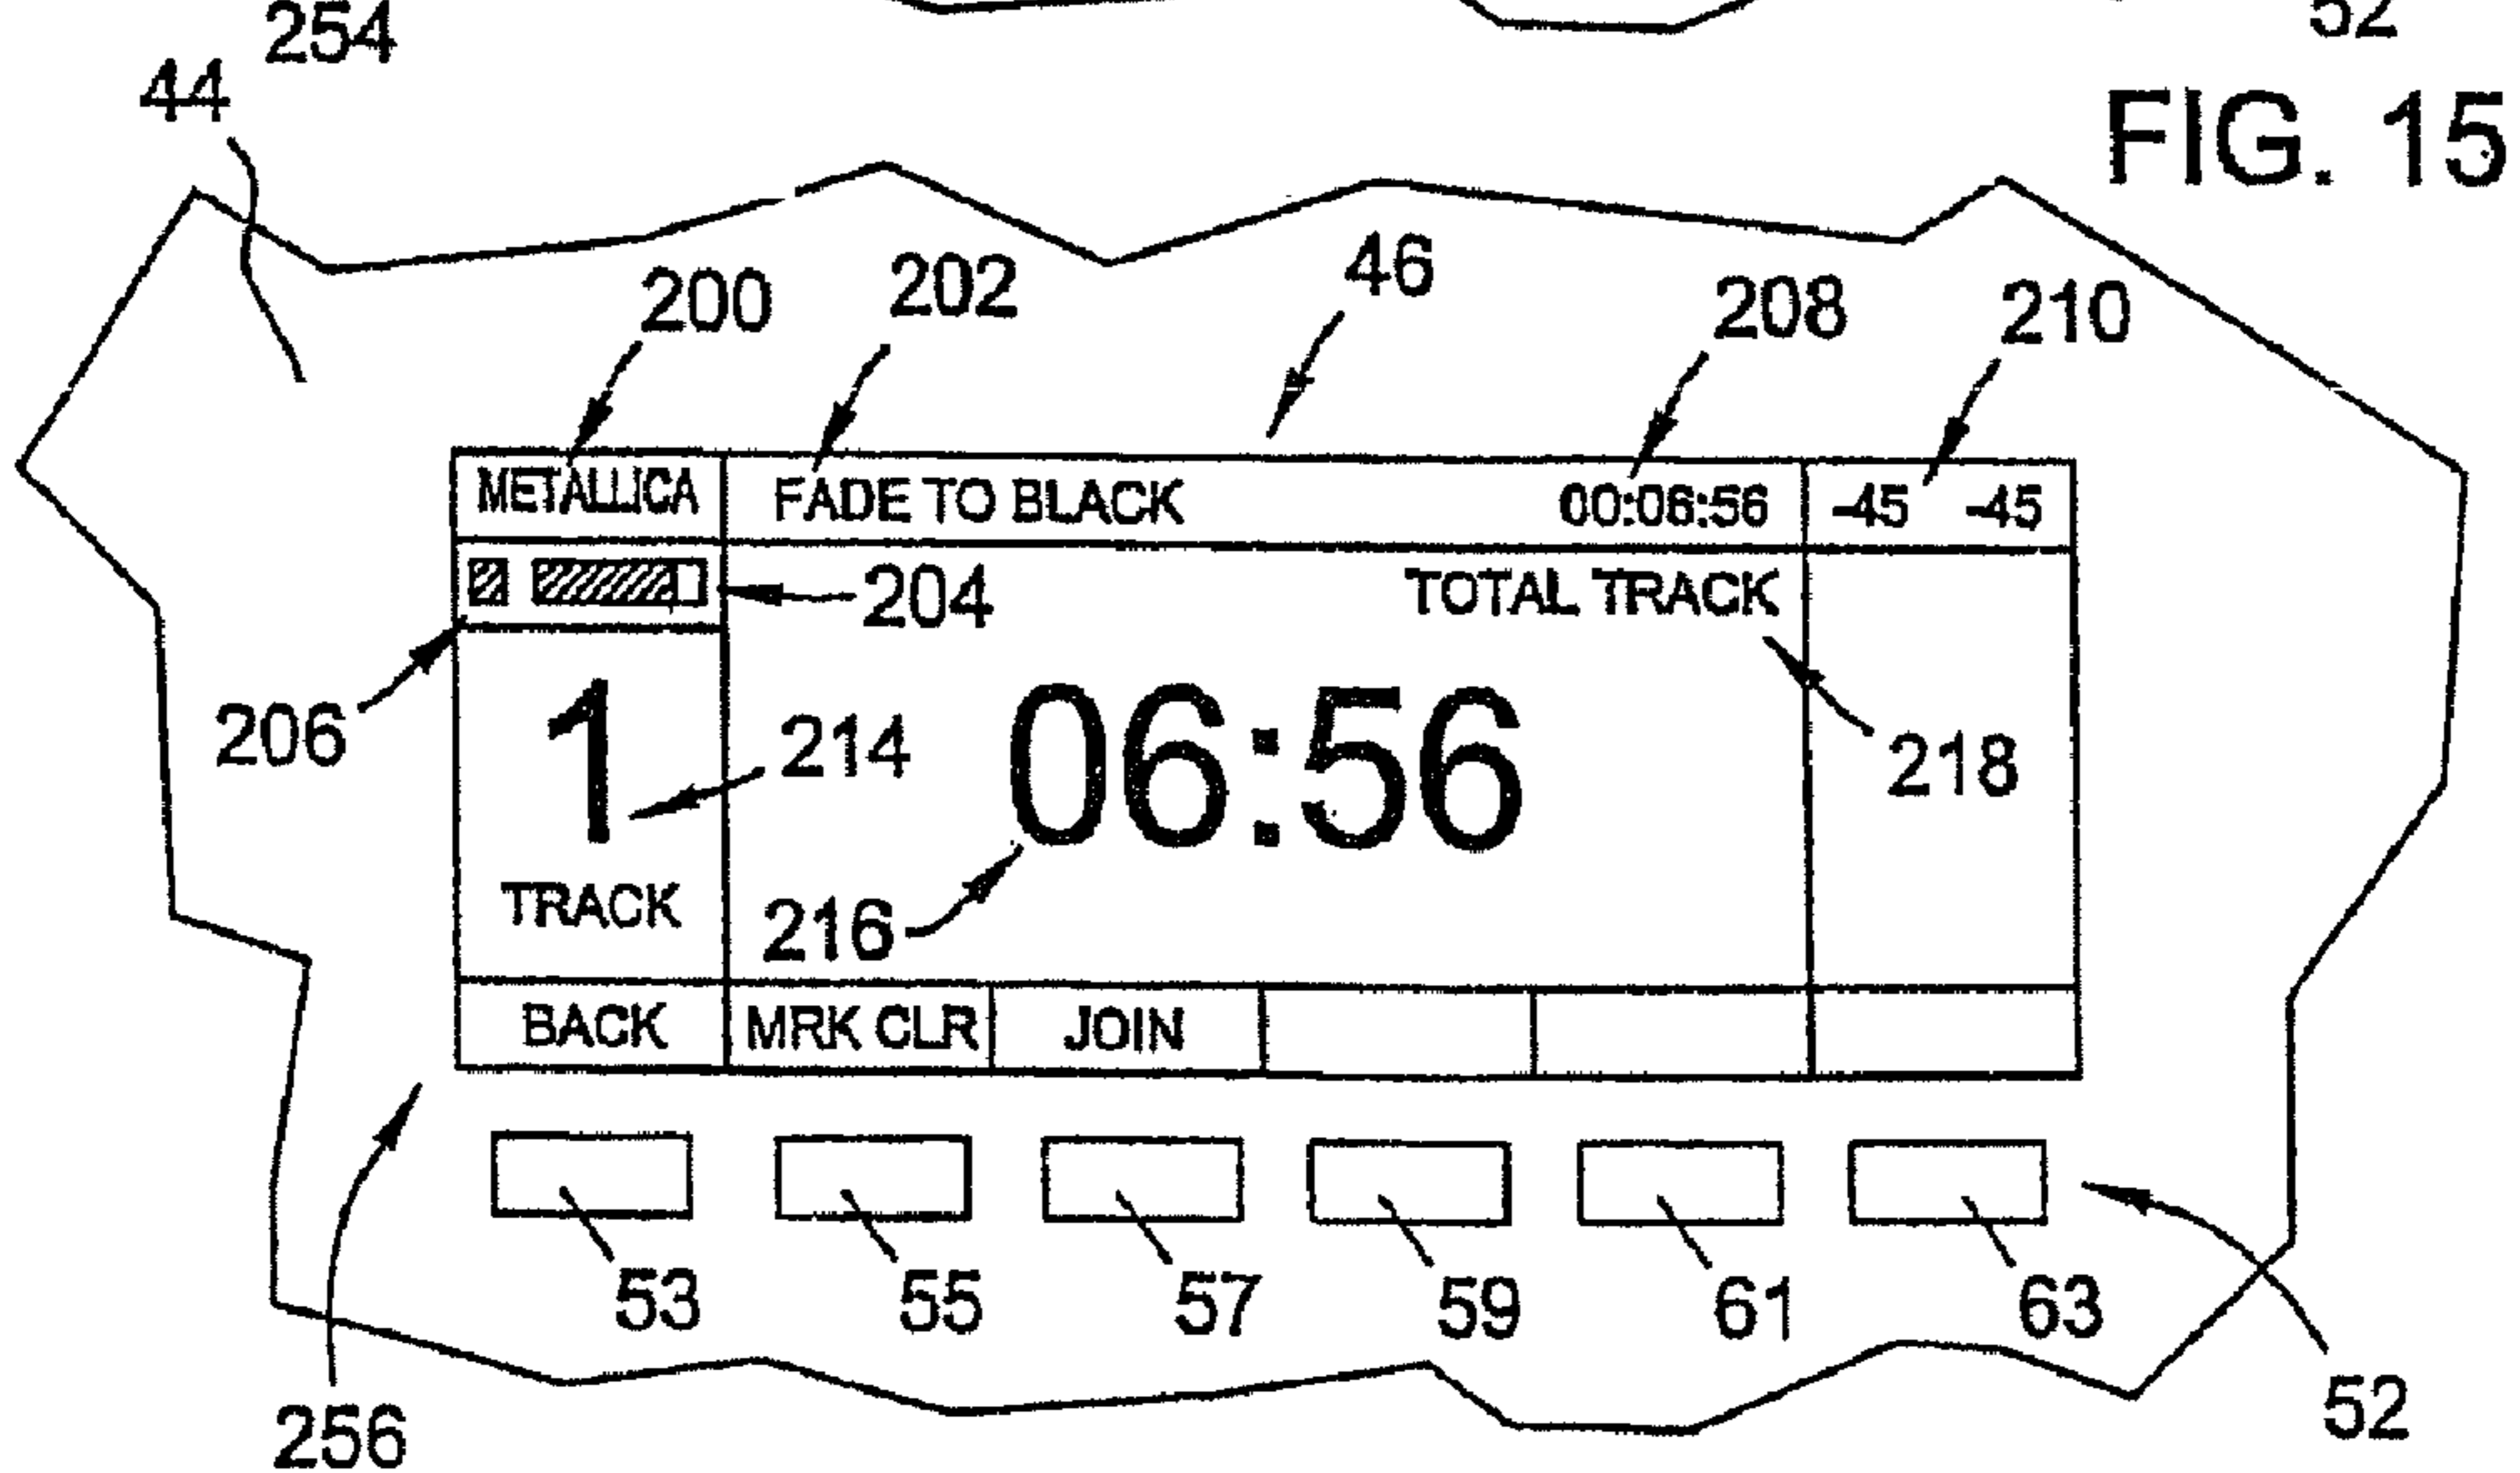 254
52
44
FIG. 15
200 202 46 208 210
METALLICA FADE TO BLACK 00:06:56 -45 -45
204 TOTAL TRACK
206 1 214 06:56 218
TRACK 216
BACK MRK CLR JOIN
53 55 57 59 61 63
256 52